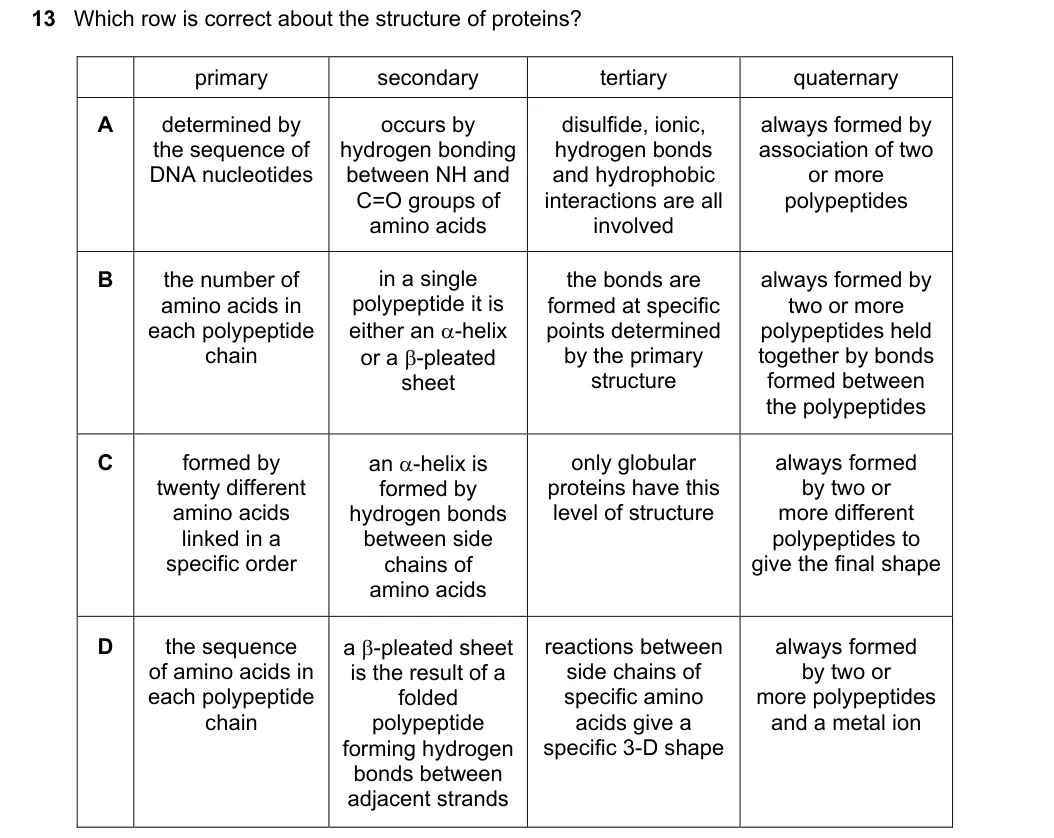 13 Which row is correct about the structure of proteins?
primary secondary tertiary quaternary
A
determined by
the sequence of
DNA nucleotides
occurs by
hydrogen bonding
between NH and
C=O groups of
amino acids
disulfide, ionic,
hydrogen bonds
and hydrophobic
interactions are all
involved
always formed by
association of two
or more
polypeptides
B
the number of
amino acids in
each polypeptide
chain
in a single
polypeptide it is
either an α-helix
or a β-pleated
sheet
the bonds are
formed at specific
points determined
by the primary
structure
always formed by
two or more
polypeptides held
together by bonds
formed between
the polypeptides
C
formed by
twenty different
amino acids
linked in a
specific order
an α-helix is
formed by
hydrogen bonds
between side
chains of
amino acids
only globular
proteins have this
level of structure
always formed
by two or
more different
polypeptides to
give the final shape
D
the sequence
of amino acids in
each polypeptide
chain
a β-pleated sheet
is the result of a
folded
polypeptide
forming hydrogen
bonds between
adjacent strands
reactions between
side chains of
specific amino
acids give a
specific 3-D shape
always formed
by two or
more polypeptides
and a metal ion